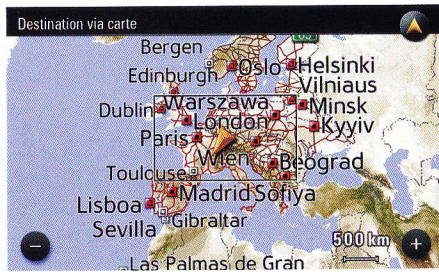 Destination via carte
Bergen
Oslo
Helsinki
Edinburgh
Vilniaus
Dublin
Warszawa
Minsk
London
Kyyiv
Paris
Wien
Beograd
Toulouse
Madrid
Sofiya
Lisboa
Gibraltar
Sevilla
500 km
Las Palmas de Gran